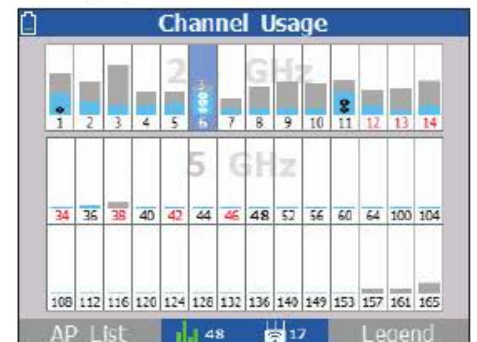 Channel Usage
2 GHz
1 2 3 4 5 6 7 8 9 10 11 12 13 14
5 GHz
34 36 38 40 42 44 46 48 52 56 60 64 100 104
108 112 116 120 124 128 132 136 140 149 153 157 161 165
AP List 48 17 Legend